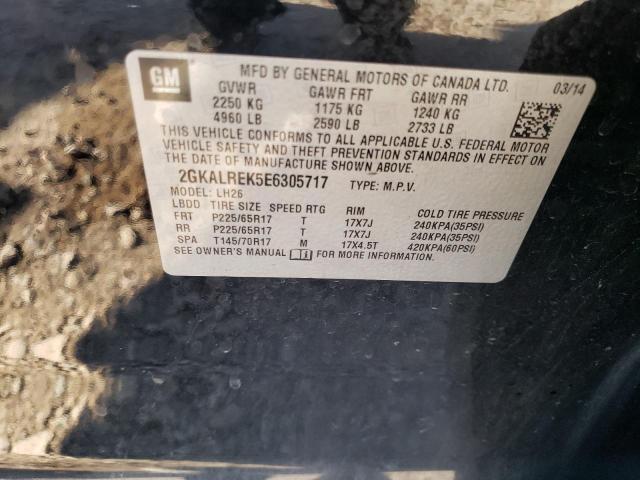 GM
MFD BY GENERAL MOTORS OF CANADA LTD. 03/14
GVWR GAWR FRT GAWR RR
2250 KG 1175 KG 1240 KG
4960 LB 2590 LB 2733 LB
THIS VEHICLE CONFORMS TO ALL APPLICABLE U.S. FEDERAL MOTOR
VEHICLE SAFETY AND THEFT PREVENTION STANDARDS IN EFFECT ON
THE DATE OF MANUFACTURE SHOWN ABOVE.
2GKALREK5E6305717 TYPE: M.P.V.
MODEL: LH26
LBDD TIRE SIZE SPEED RTG RIM COLD TIRE PRESSURE
FRT P225/65R17 T 17X7J 240KPA(35PSI)
RR P225/65R17 T 17X7J 240KPA(35PSI)
SPA T145/70R17 M 17X4.5T 420KPA(60PSI)
SEE OWNER'S MANUAL FOR MORE INFORMATION.